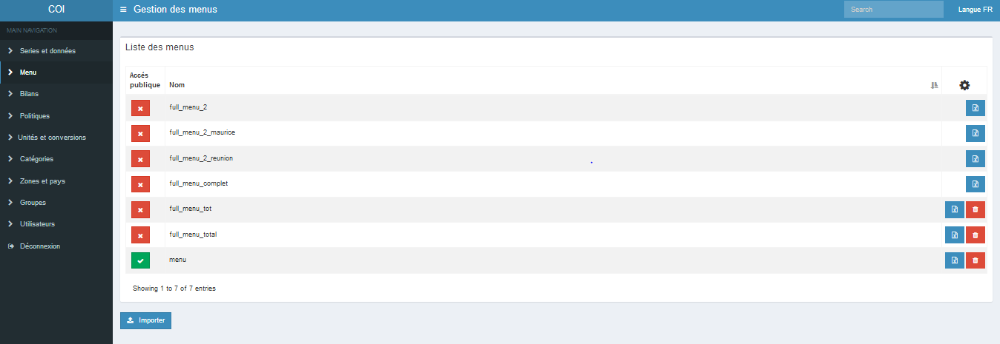 COI
Gestion des menus
Search
Langue FR
MAIN NAVIGATION
Series et données
Menu
Bilans
Politiques
Unités et conversions
Catégories
Zones et pays
Groupes
Utilisateurs
Déconnexion
Liste des menus
Accés
publique
Nom
full_menu_2
full_menu_2_maurice
full_menu_2_reunion
full_menu_complet
full_menu_tot
full_menu_total
menu
Showing 1 to 7 of 7 entries
Importer